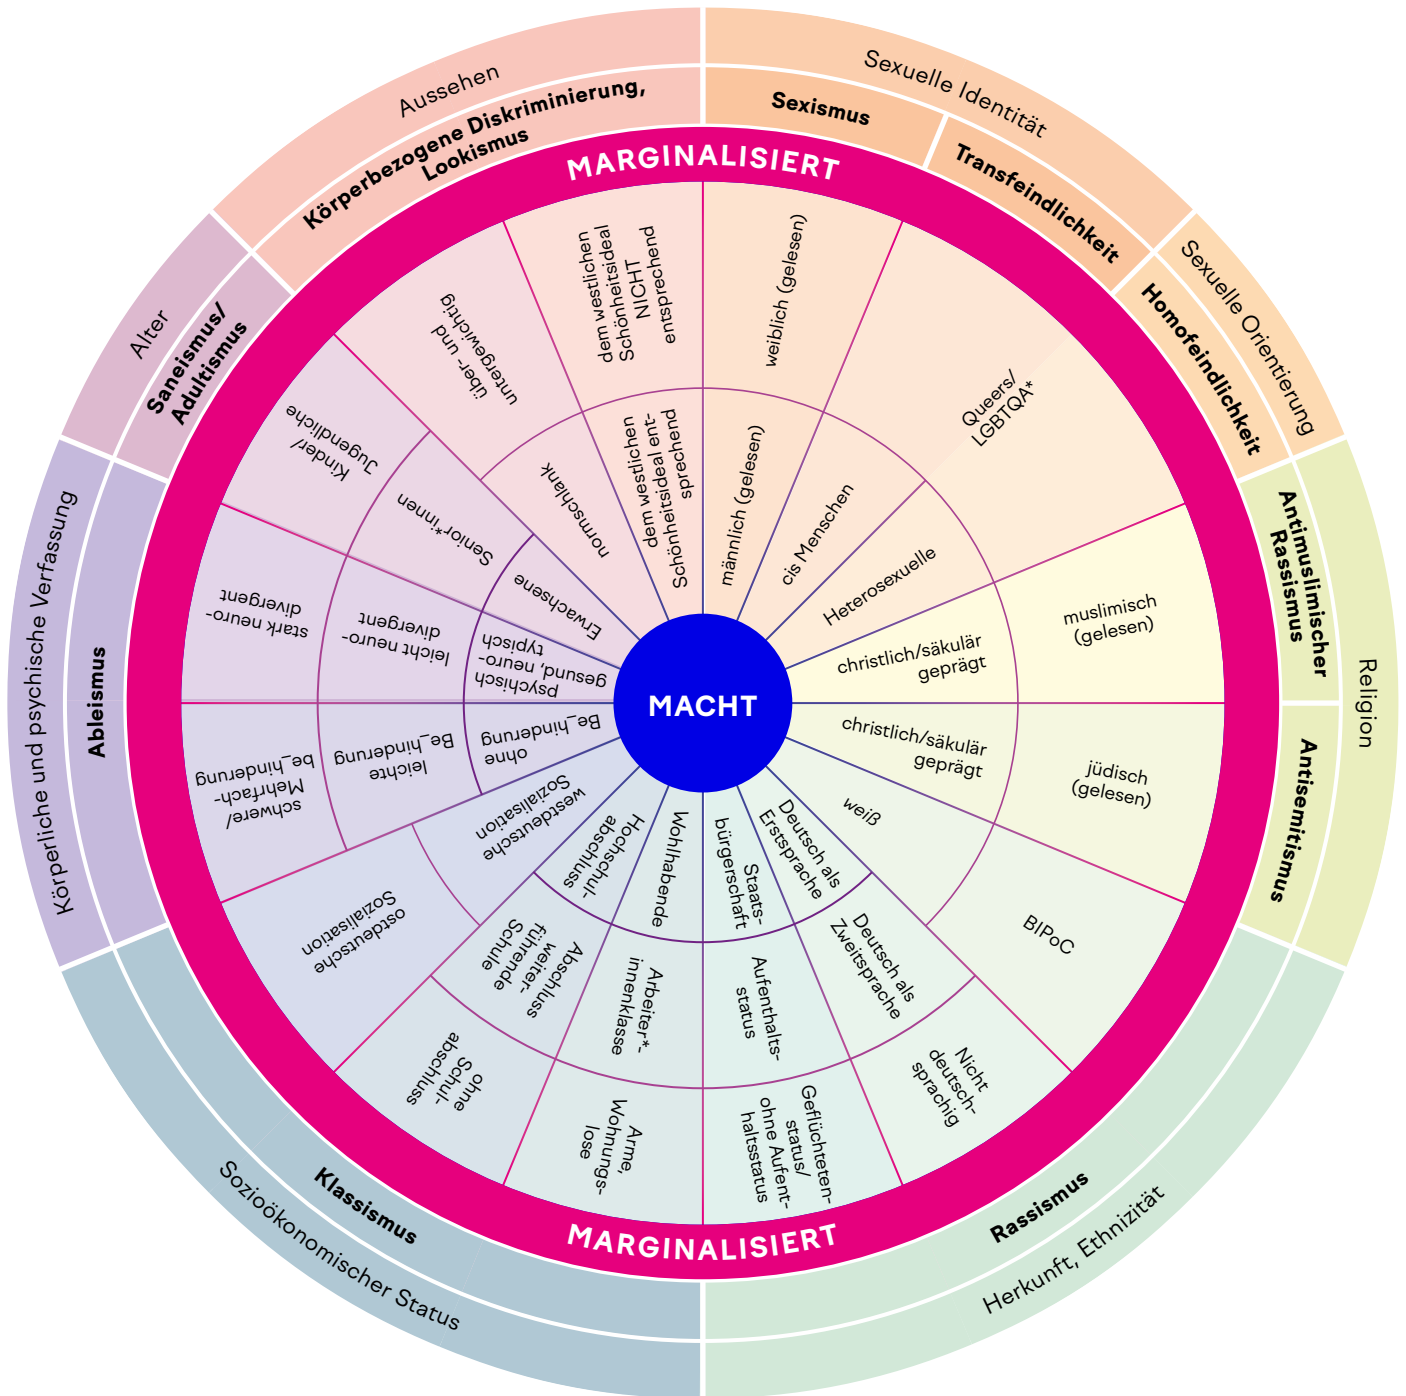 Sexuelle Identität
Sexismus
Transfeindlichkeit
Sexuelle Orientierung
Homofeindlichkeit
Religion
Antimuslimischer
Rassismus
Antisemitismus
Herkunft, Ethnizität
Rassismus
Sozioökonomischer Status
Klassismus
Körperliche und psychische Verfassung
Ableismus
Alter
Saneismus/
Adultismus
Aussehen
Körperbezogene Diskriminierung,
Lookismus
MARGINALISIERT
weiblich (gelesen)
männlich (gelesen)
Queers/
LGBTQA*
cis Menschen
Heterosexuelle
muslimisch
(gelesen)
christlich/säkulär
geprägt
jüdisch
(gelesen)
christlich/säkulär
geprägt
BIPoC
weiß
Nicht
deutsch-
sprachig
Deutsch als
Zweitsprache
Deutsch als
Erstsprache
Geflüchteten-
status/
ohne Aufent-
haltsstatus
Aufenthalts-
status
Staats-
bürgerschaft
Arme,
Wohnungs-
lose
Arbeiter*-
innenklasse
Wohlhabende
ohne
Schul-
abschluss
Abschluss
weiter-
führende
Schule
Hochschul-
abschluss
ostdeutsche
Sozialisation
westdeutsche
Sozialisation
schwere/
Mehrfach-
be_hinderung
leichte
Be_hinderung
ohne
Be_hinderung
stark neuro-
divergent
leicht neuro-
divergent
psychisch
gesund, neuro-
typisch
Kinder/
Jugendliche
Senior*innen
Erwachsene
über- und
untergewichtig
normschlank
dem westlichen
Schönheitsideal
NICHT
entsprechend
dem westlichen
Schönheitsideal ent-
sprechend
MACHT
MARGINALISIERT